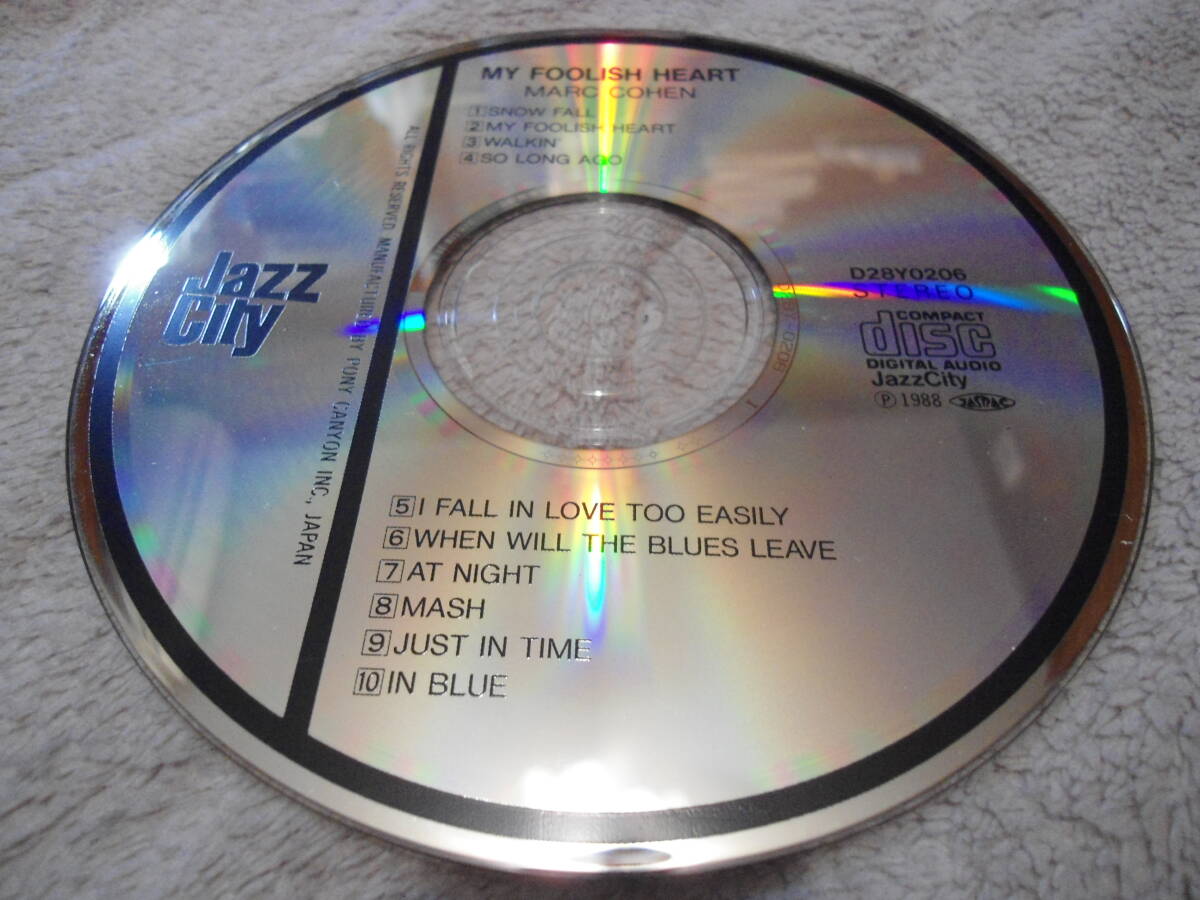 MY FOOLISH HEART
MARC COHEN
1 SNOW FALL
2 MY FOOLISH HEART
3 WALKIN'
4 SO LONG AGO
Jazz
City
ALL RIGHTS RESERVED MANUFACTURED BY PONY CANYON INC., JAPAN
D28Y0206
STEREO
COMPACT
disc
DIGITAL AUDIO
JazzCity
Ⓟ 1988 JASRAC
5 I FALL IN LOVE TOO EASILY
6 WHEN WILL THE BLUES LEAVE
7 AT NIGHT
8 MASH
9 JUST IN TIME
10 IN BLUE